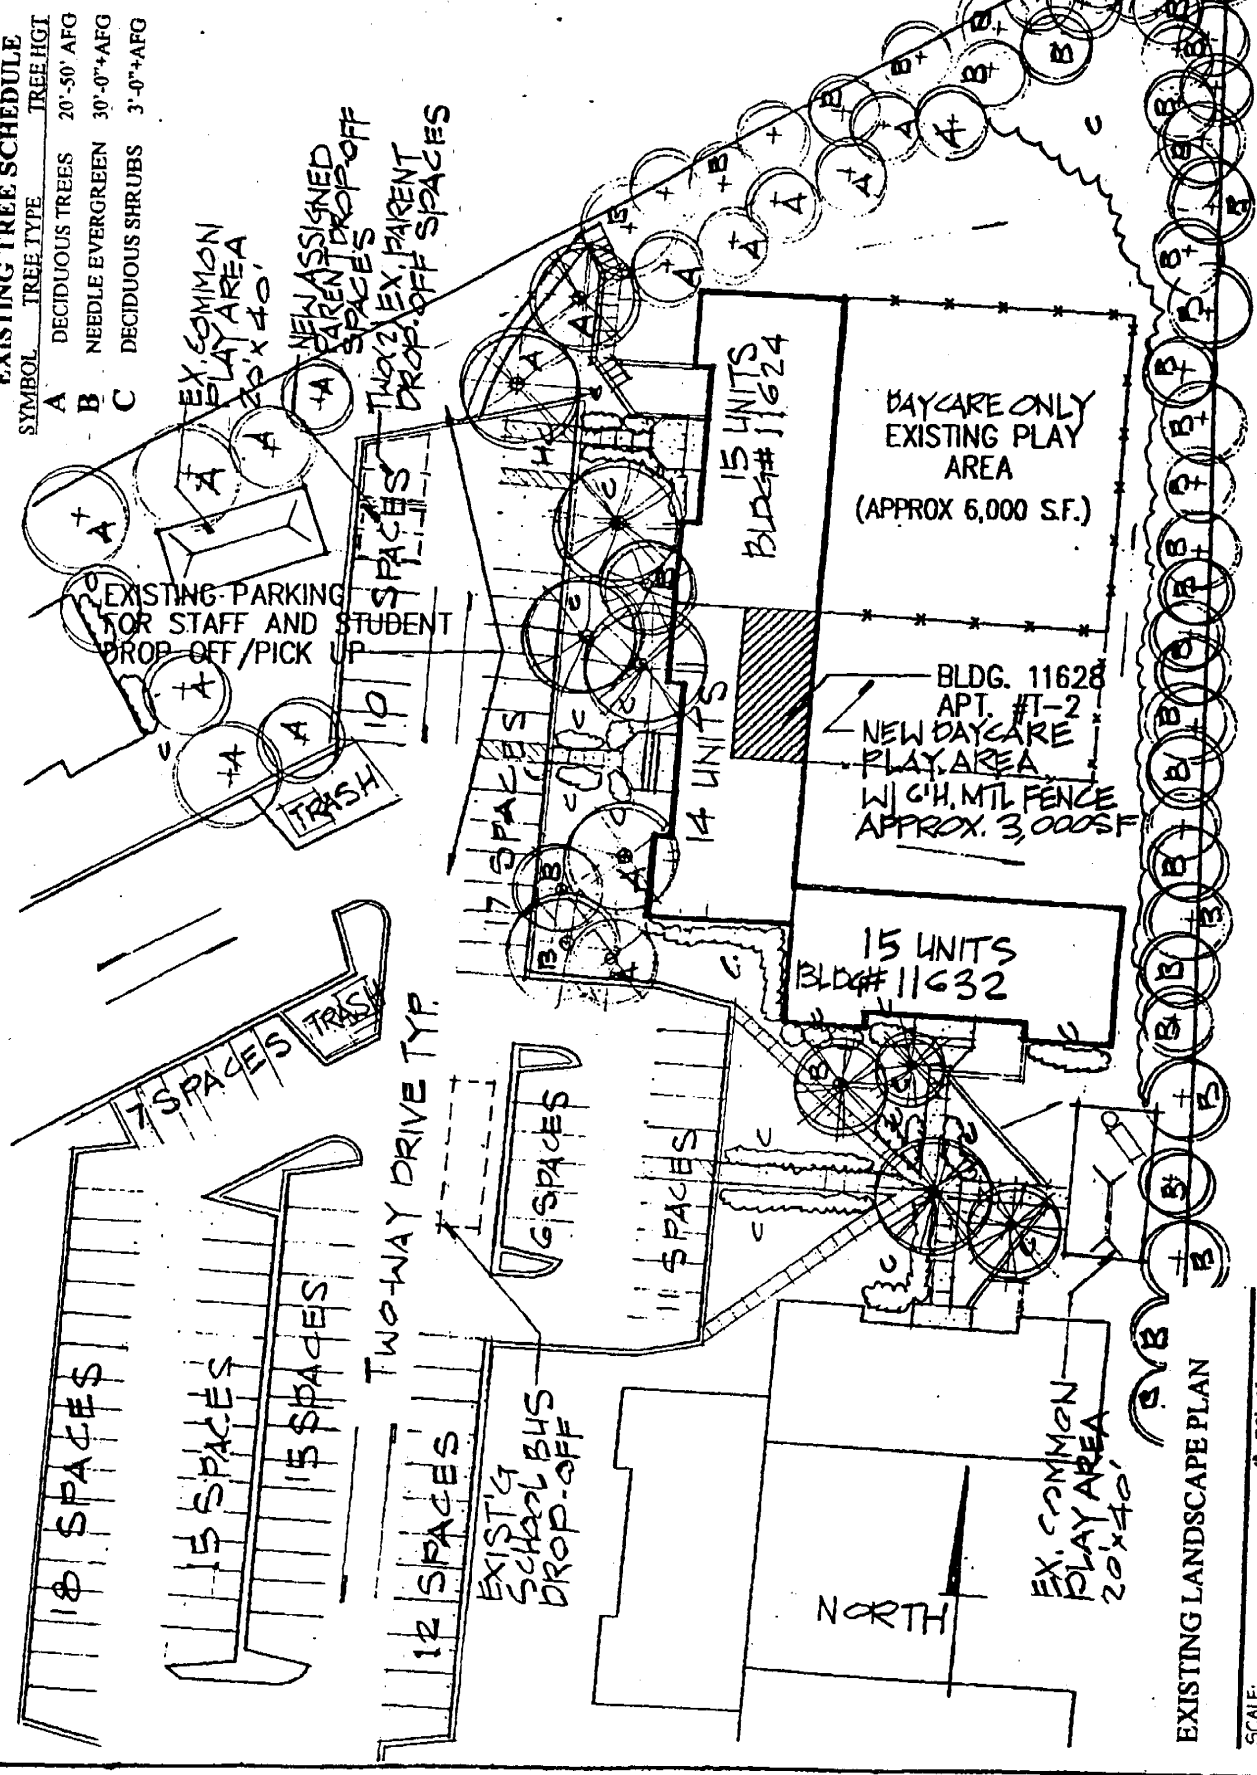 EXISTING TREE SCHEDULE
SYMBOL TREE TYPE TREE HGT
A DECIDUOUS TREES 20'-50' AFG
B NEEDLE EVERGREEN 30'-0"+AFG
C DECIDUOUS SHRUBS 3'-0"+AFG
EX. COMMON
PLAY AREA
NEW ASSIGNED
PARENT DROP-OFF
SPACES
TWO(2) EX. PARENT
DROP-OFF SPACES
EXISTING PARKING
FOR STAFF AND STUDENT
DROP OFF/PICK UP
10 SPACES
HC
17 SPACES
TRASH
15 UNITS
BLDG# 11624
DAYCARE ONLY
EXISTING PLAY
AREA
(APPROX 6,000 S.F.)
14 UNITS
BLDG. 11628
APT. #T-2
NEW DAYCARE
PLAY AREA
W/ 6'H. MTL FENCE
APPROX. 3,000SF
15 UNITS
BLDG# 11632
TRASH
7 SPACES
TWO-WAY DRIVE TYP.
6 SPACES
11 SPACES
18 SPACES
15 SPACES
15 SPACES
12 SPACES
EXIST'G
SCHOOL BUS
DROP-OFF
NORTH
EX. COMMON
PLAY AREA
20'x40'
EXISTING LANDSCAPE PLAN
SCALE: